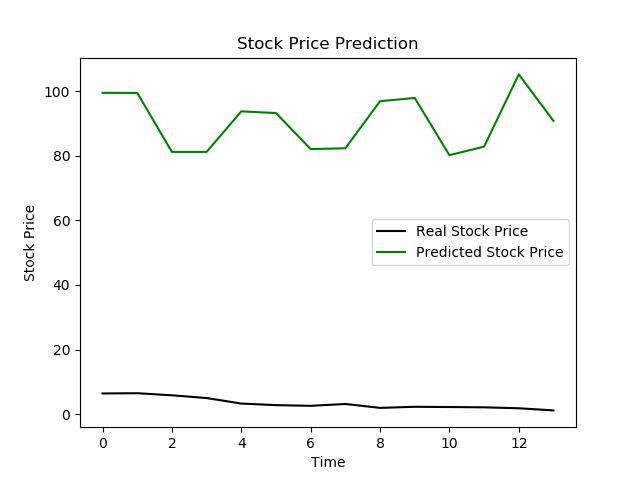 Stock Price Prediction
Stock Price
100
80
60
40
20
0
Real Stock Price
Predicted Stock Price
0 2 4 6 8 10 12
Time